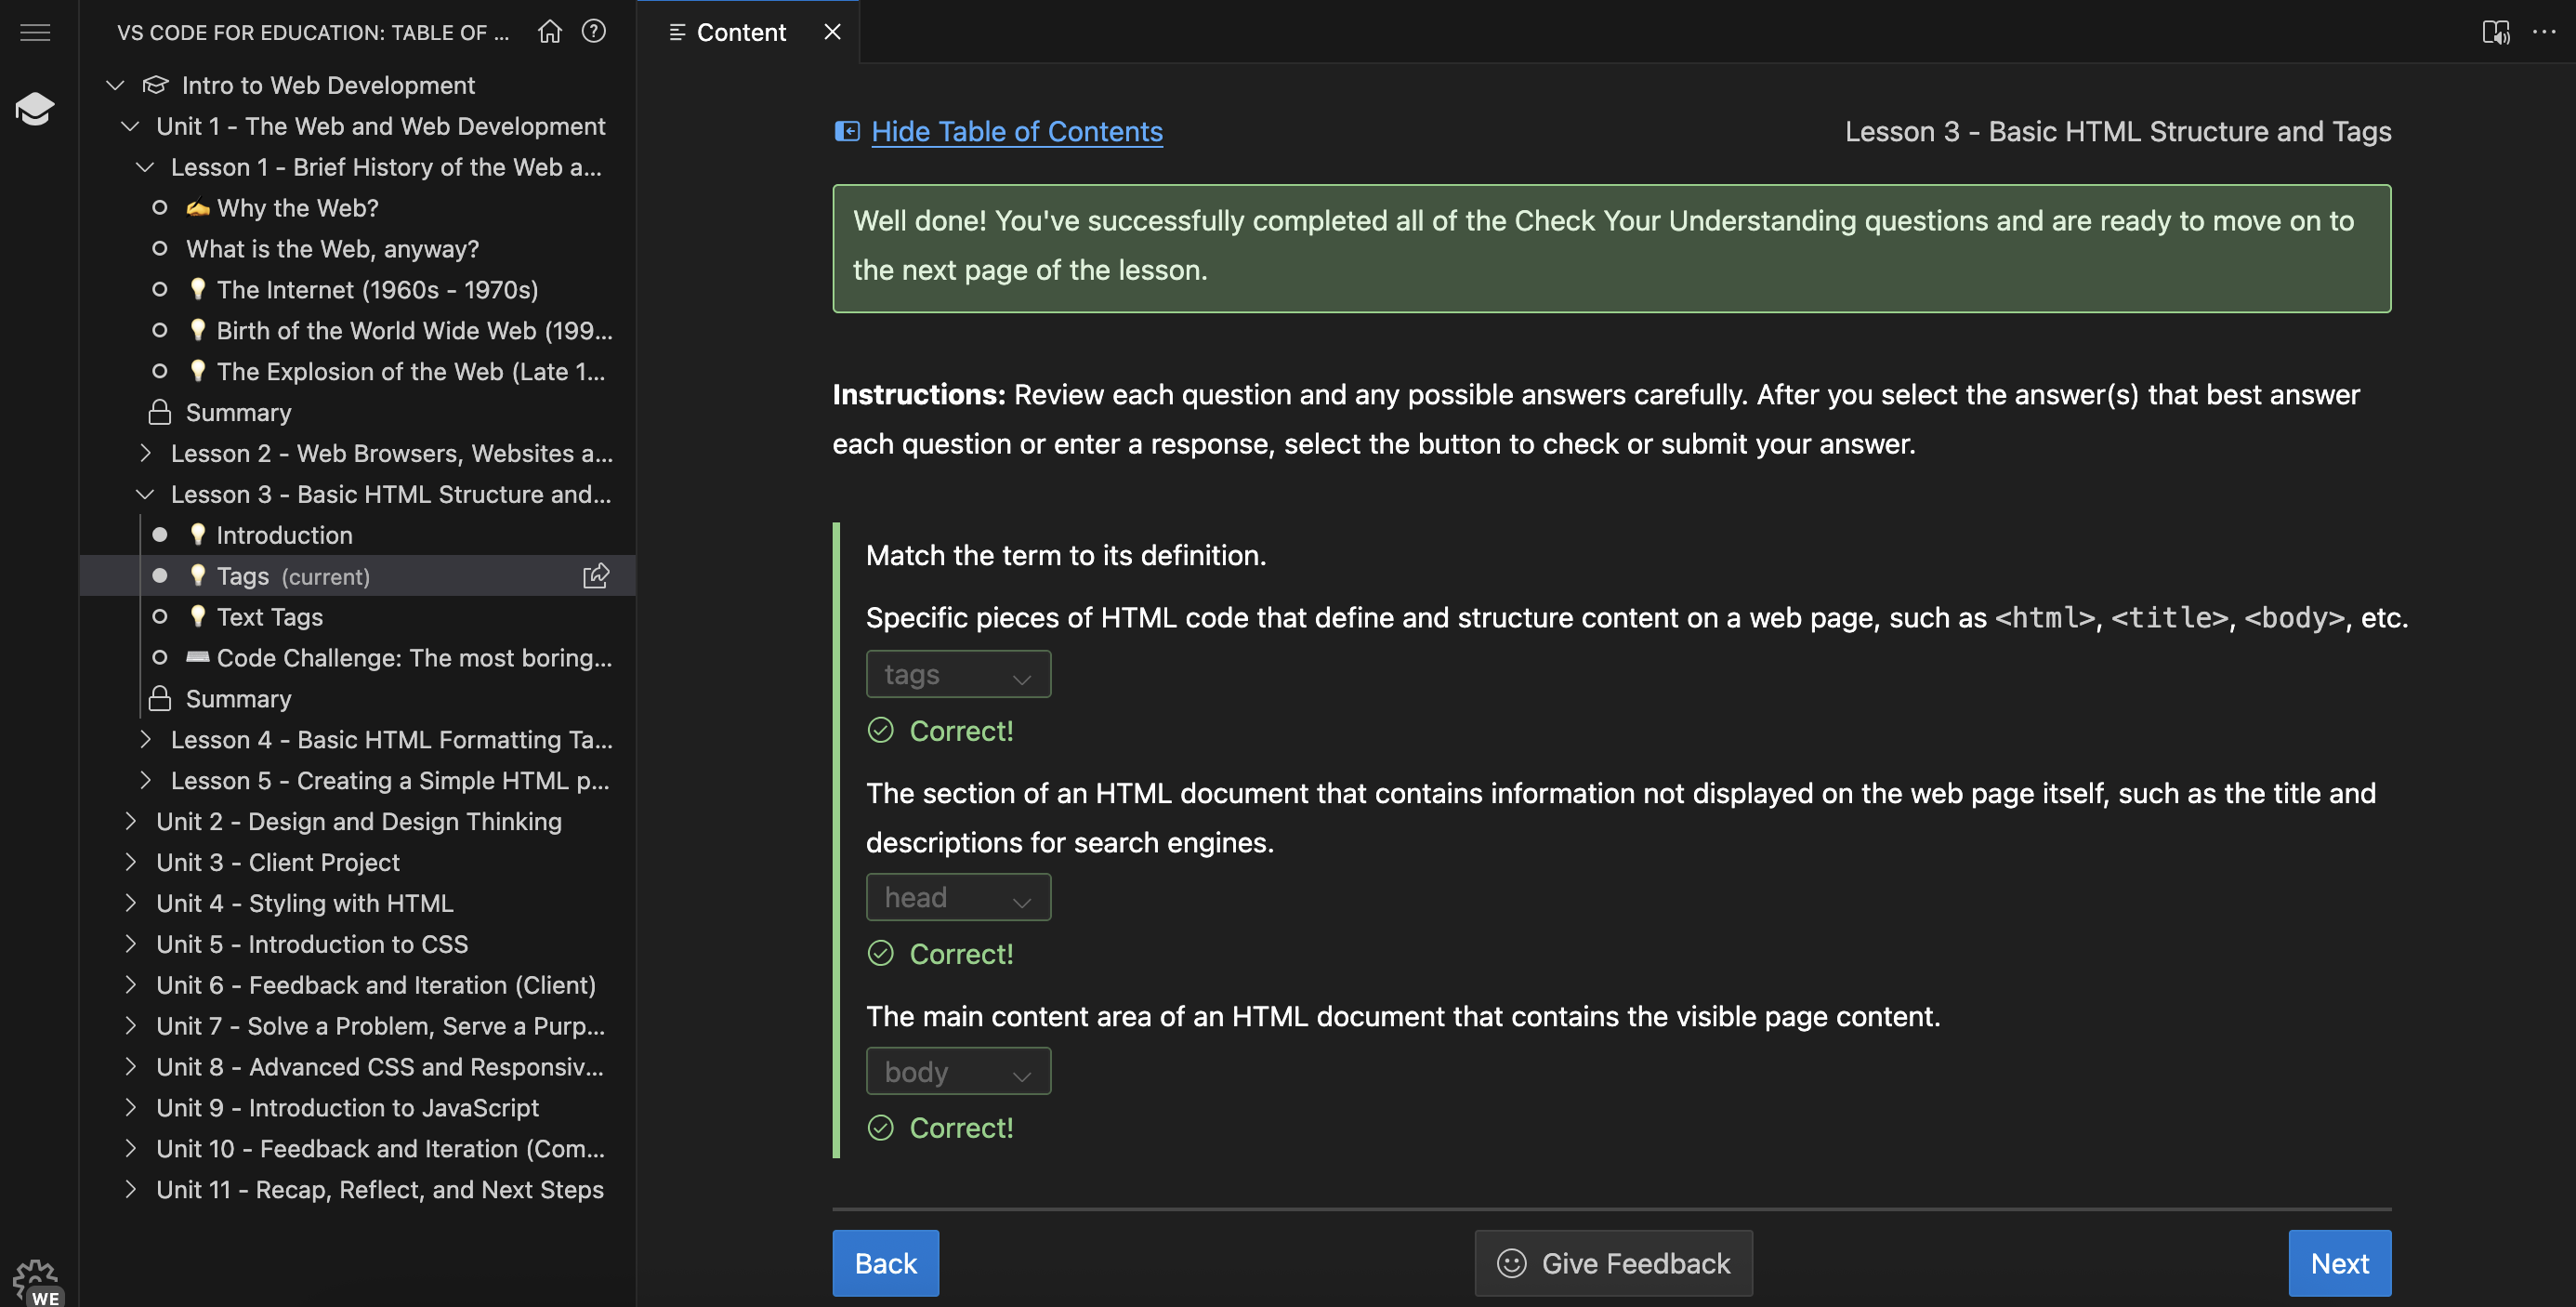 VS CODE FOR EDUCATION: TABLE OF ...
Intro to Web Development
Unit 1 - The Web and Web Development
Lesson 1 - Brief History of the Web a...
Why the Web?
What is the Web, anyway?
The Internet (1960s - 1970s)
Birth of the World Wide Web (199...
The Explosion of the Web (Late 1...
Summary
Lesson 2 - Web Browsers, Websites a...
Lesson 3 - Basic HTML Structure and...
Introduction
Tags (current)
Text Tags
Code Challenge: The most boring...
Summary
Lesson 4 - Basic HTML Formatting Ta...
Lesson 5 - Creating a Simple HTML p...
Unit 2 - Design and Design Thinking
Unit 3 - Client Project
Unit 4 - Styling with HTML
Unit 5 - Introduction to CSS
Unit 6 - Feedback and Iteration (Client)
Unit 7 - Solve a Problem, Serve a Purp...
Unit 8 - Advanced CSS and Responsiv...
Unit 9 - Introduction to JavaScript
Unit 10 - Feedback and Iteration (Com...
Unit 11 - Recap, Reflect, and Next Steps
WE
Content
Hide Table of Contents
Lesson 3 - Basic HTML Structure and Tags
Well done! You've successfully completed all of the Check Your Understanding questions and are ready to move on to
the next page of the lesson.
Instructions: Review each question and any possible answers carefully. After you select the answer(s) that best answer
each question or enter a response, select the button to check or submit your answer.
Match the term to its definition.
Specific pieces of HTML code that define and structure content on a web page, such as <html>, <title>, <body>, etc.
tags
Correct!
The section of an HTML document that contains information not displayed on the web page itself, such as the title and
descriptions for search engines.
head
Correct!
The main content area of an HTML document that contains the visible page content.
body
Correct!
Back
Give Feedback
Next